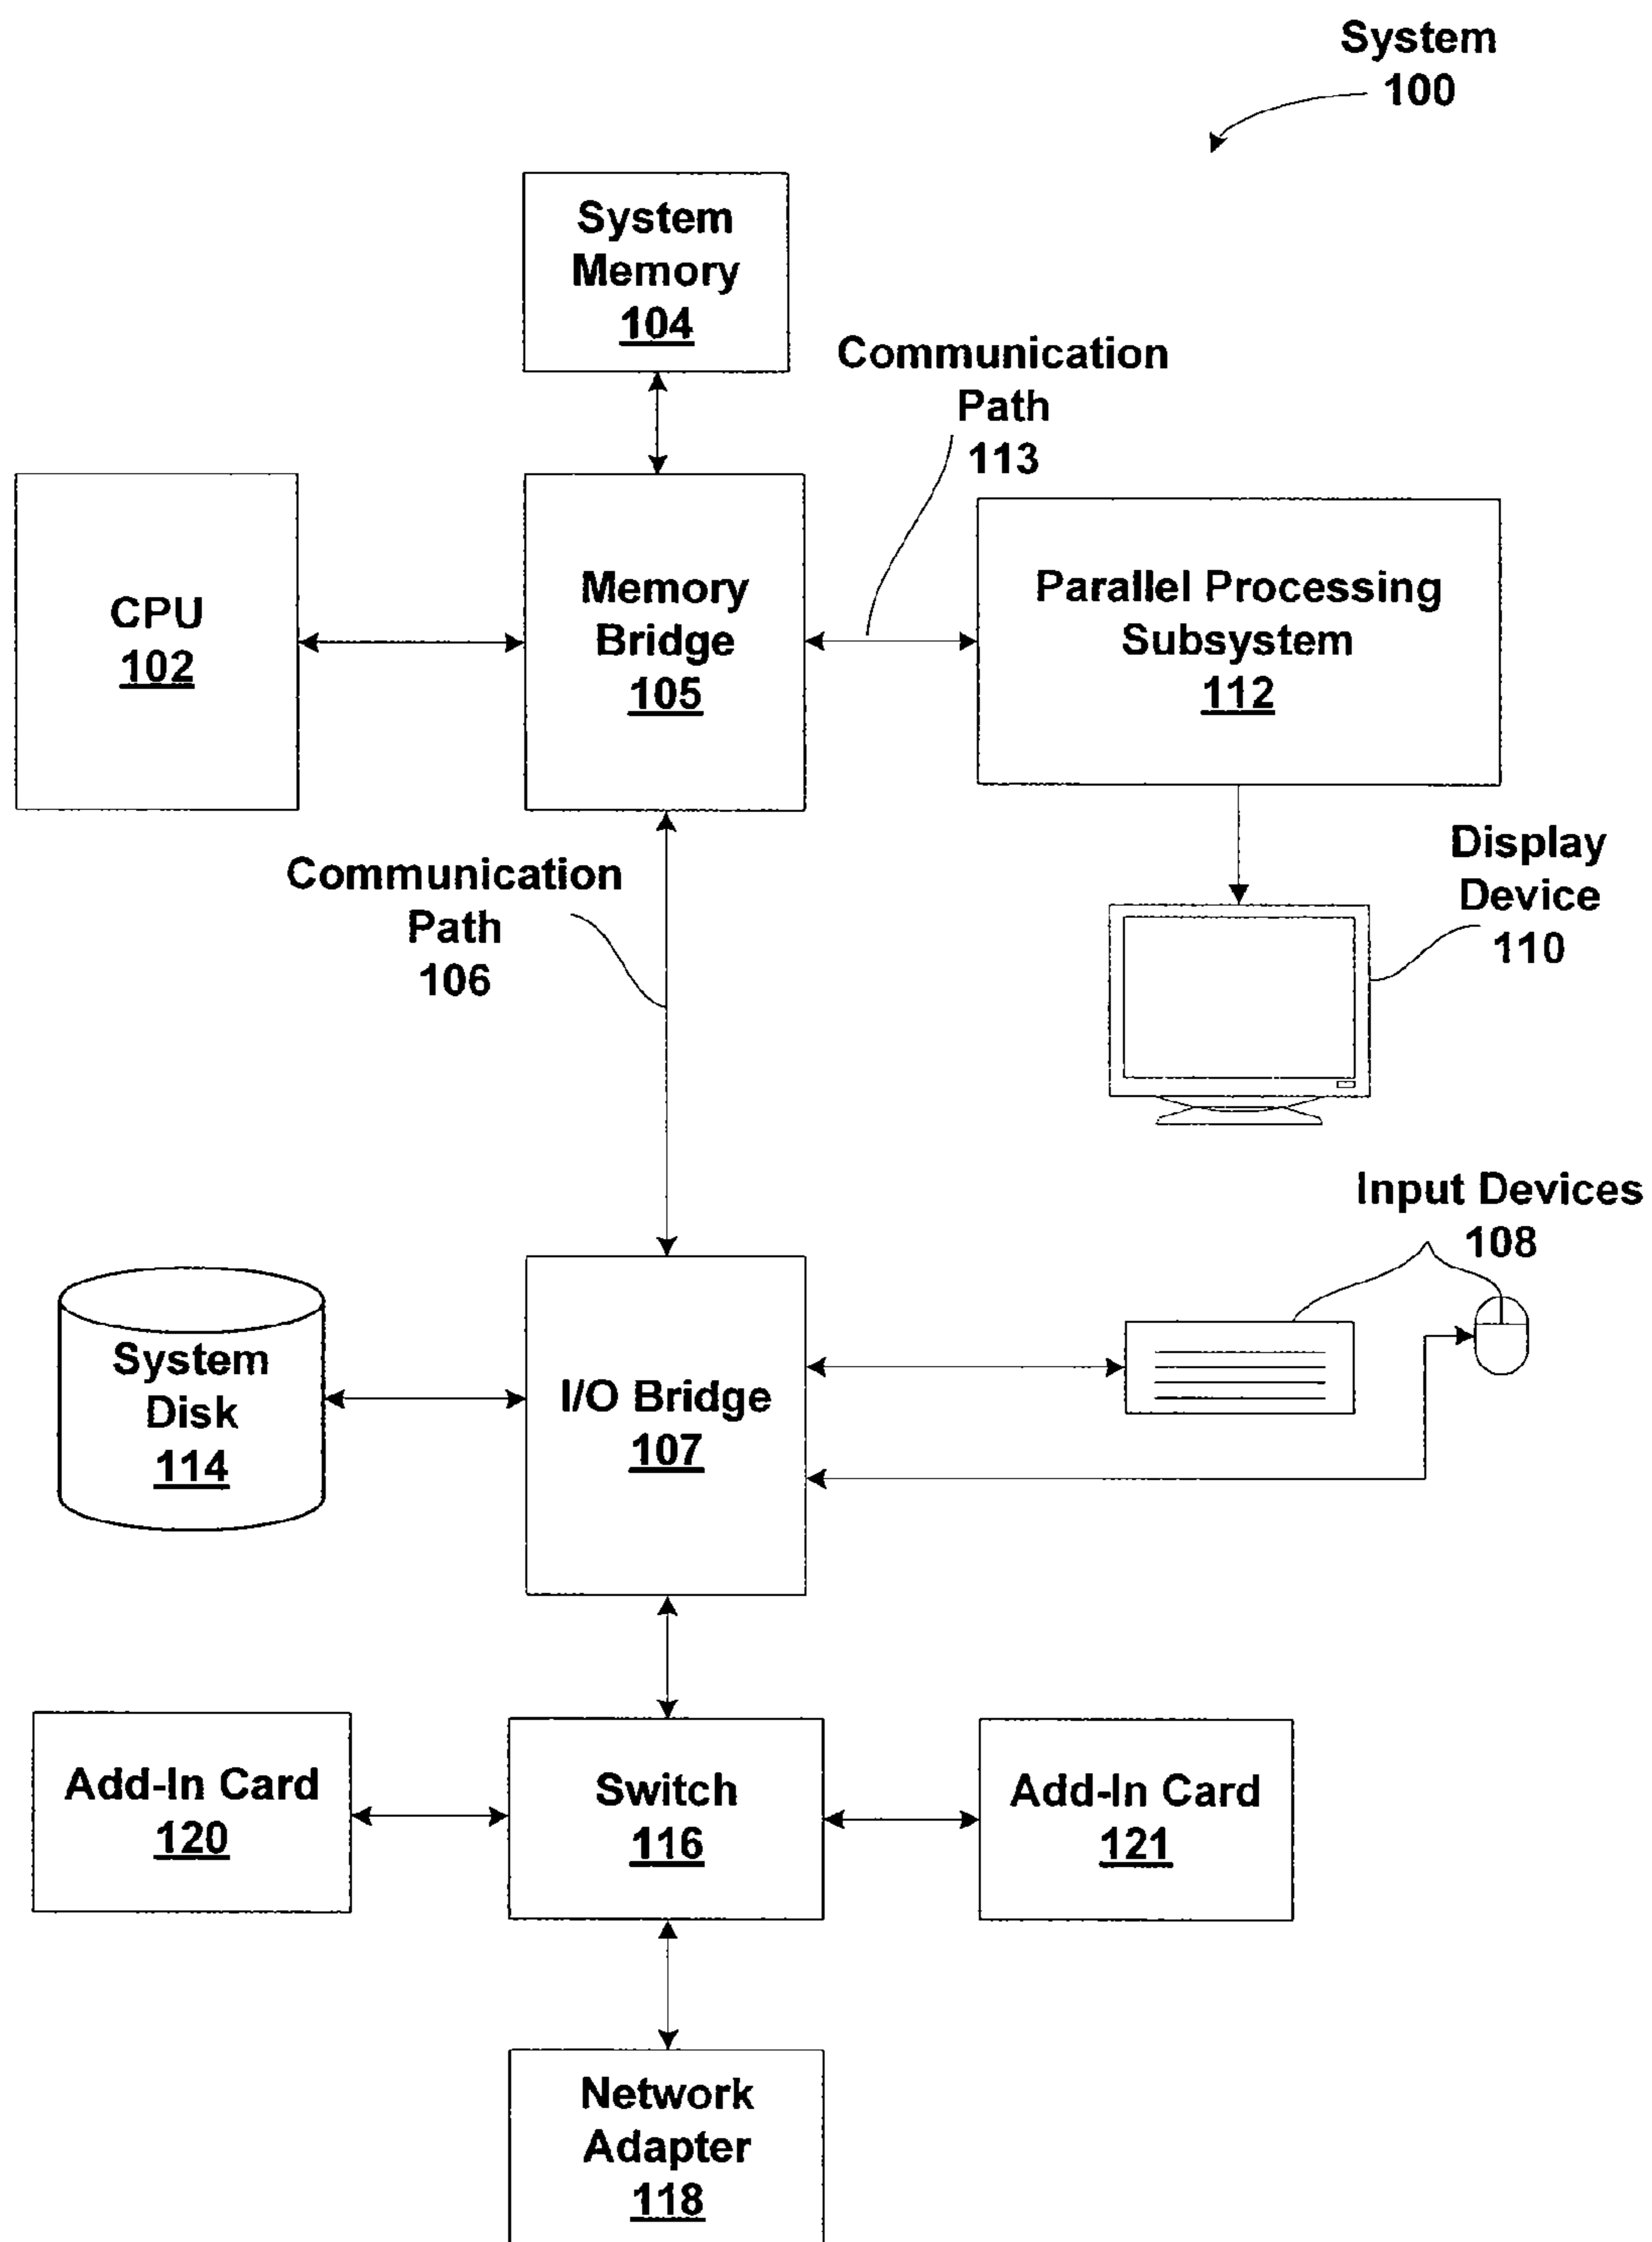 System
100
System
Memory
104
Communication
Path
113
CPU
102
Memory
Bridge
105
Parallel Processing
Subsystem
112
Communication
Path
106
Display
Device
110
Input Devices
108
System
Disk
114
I/O Bridge
107
Add-In Card
120
Switch
116
Add-In Card
121
Network
Adapter
118